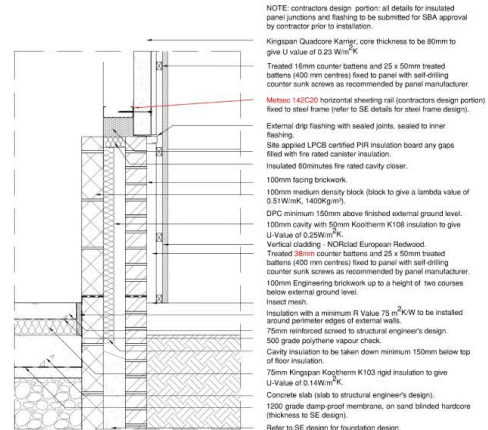 NOTE: contractors design portion: all details for insulated
panel junctions and flashing to be submitted for SBA approval
by contractor prior to installation.
Kingspan Quadcore Karrier, core thickness to be 80mm to
give U value of 0.23 W/m²K
Treated 16mm counter battens and 25 x 50mm treated
battens (400 mm centres) fixed to panel with self-drilling
counter sunk screws as recommended by panel manufacturer.
Metsec 142C20 horizontal sheeting rail (contractors design portion)
fixed to steel frame (refer to SE details for steel frame design).
External drip flashing with sealed joints, sealed to inner
flashing.
Site applied LPCB certified PIR insulation board any gaps
filled with fire rated canister insulation.
Insulated 60minutes fire rated cavity closer.
100mm facing brickwork.
100mm medium density block (block to give a lambda value of
0.51W/mK, 1400Kg/m³).
DPC minimum 150mm above finished external ground level.
100mm cavity with 50mm Kooltherm K108 insulation to give
U-Value of 0.25W/m²K.
Vertical cladding - NORclad European Redwood.
Treated 38mm counter battens and 25 x 50mm treated
battens (400 mm centres) fixed to panel with self-drilling
counter sunk screws as recommended by panel manufacturer.
100mm Engineering brickwork up to a height of two courses
below external ground level.
Insect mesh.
Insulation with a minimum R Value 75 m²K/W to be installed
around perimeter edges of external walls.
75mm reinforced screed to structural engineer's design.
500 grade polythene vapour check.
Cavity insulation to be taken down minimum 150mm below top
of floor insulation.
75mm Kingspan Kooltherm K103 rigid insulation to give
U-Value of 0.14W/m²K.
Concrete slab (slab to structural engineer's design).
1200 grade damp-proof membrane, on sand blinded hardcore
(thickness to SE design).
Refer to SE design for foundation design.